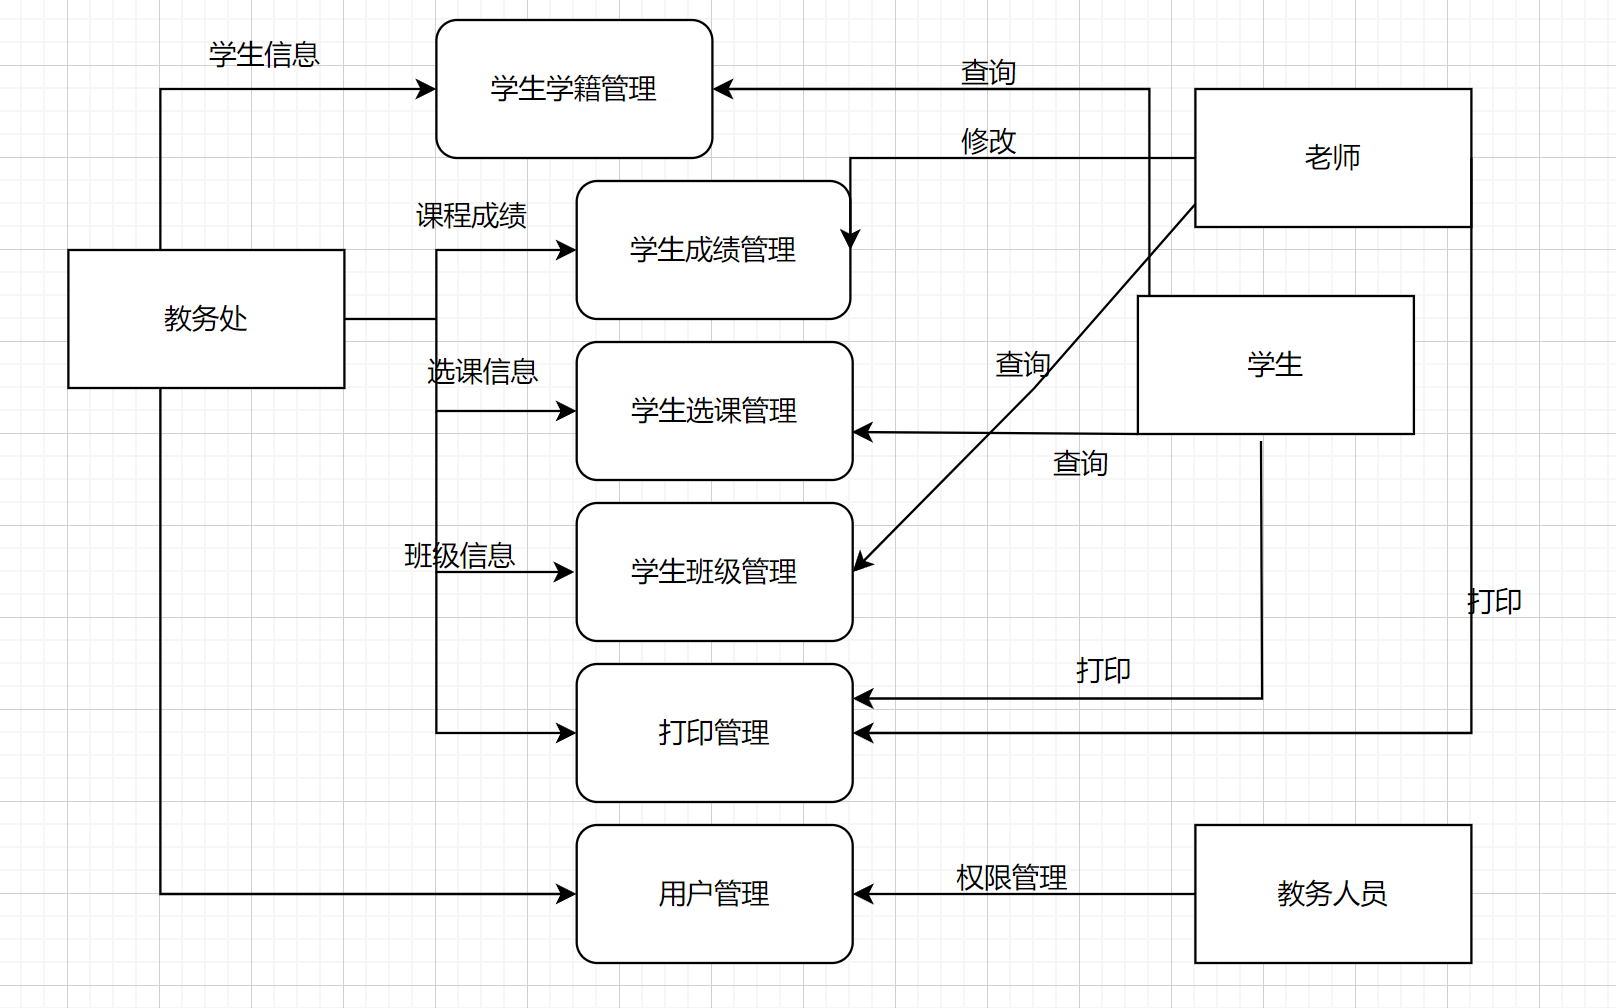 学生信息
学生学籍管理
查询
修改
老师
课程成绩
学生成绩管理
教务处
查询
学生
选课信息
学生选课管理
查询
班级信息
学生班级管理
打印
打印
打印管理
权限管理
用户管理
教务人员